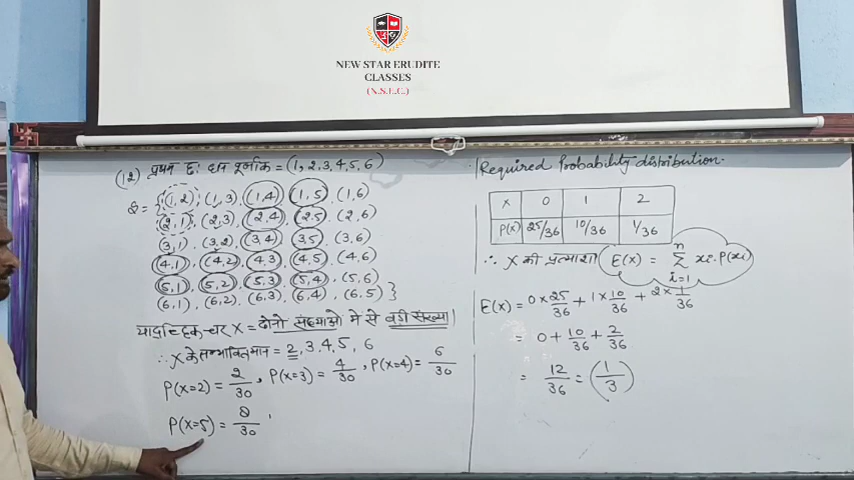 NEW STAR ERUDITE
CLASSES
(N.S.E.C.)
(12) प्रथम छः धन पूर्णांक = (1, 2, 3, 4, 5, 6)
S = { (1, 2), (1, 3), (1, 4), (1, 5), (1, 6)
(2, 1), (2, 3), (2, 4), (2, 5), (2, 6)
(3, 1), (3, 2), (3, 4), (3, 5), (3, 6)
(4, 1), (4, 2), (4, 3), (4, 5), (4, 6)
(5, 1), (5, 2), (5, 3), (5, 4), (5, 6)
(6, 1), (6, 2), (6, 3), (6, 4), (6, 5) }
यादृच्छिक-चर X = दोनो संख्याओ मे से बड़ी संख्या।
∴ X के सम्भावित मान = 2, 3, 4, 5, 6
P(X=2) = 2/30, P(X=3) = 4/30, P(X=4) = 6/30
P(X=5) = 8/30,
Required Probability distribution.
X 0 1 2
P(X) 25/36 10/36 1/36
∴ X की प्रत्याशा E(X) = n Σ i=1 xi·P(xi)
E(X) = 0 × 25/36 + 1 × 10/36 + 2 × 1/36
= 0 + 10/36 + 2/36
= 12/36 = (1/3)